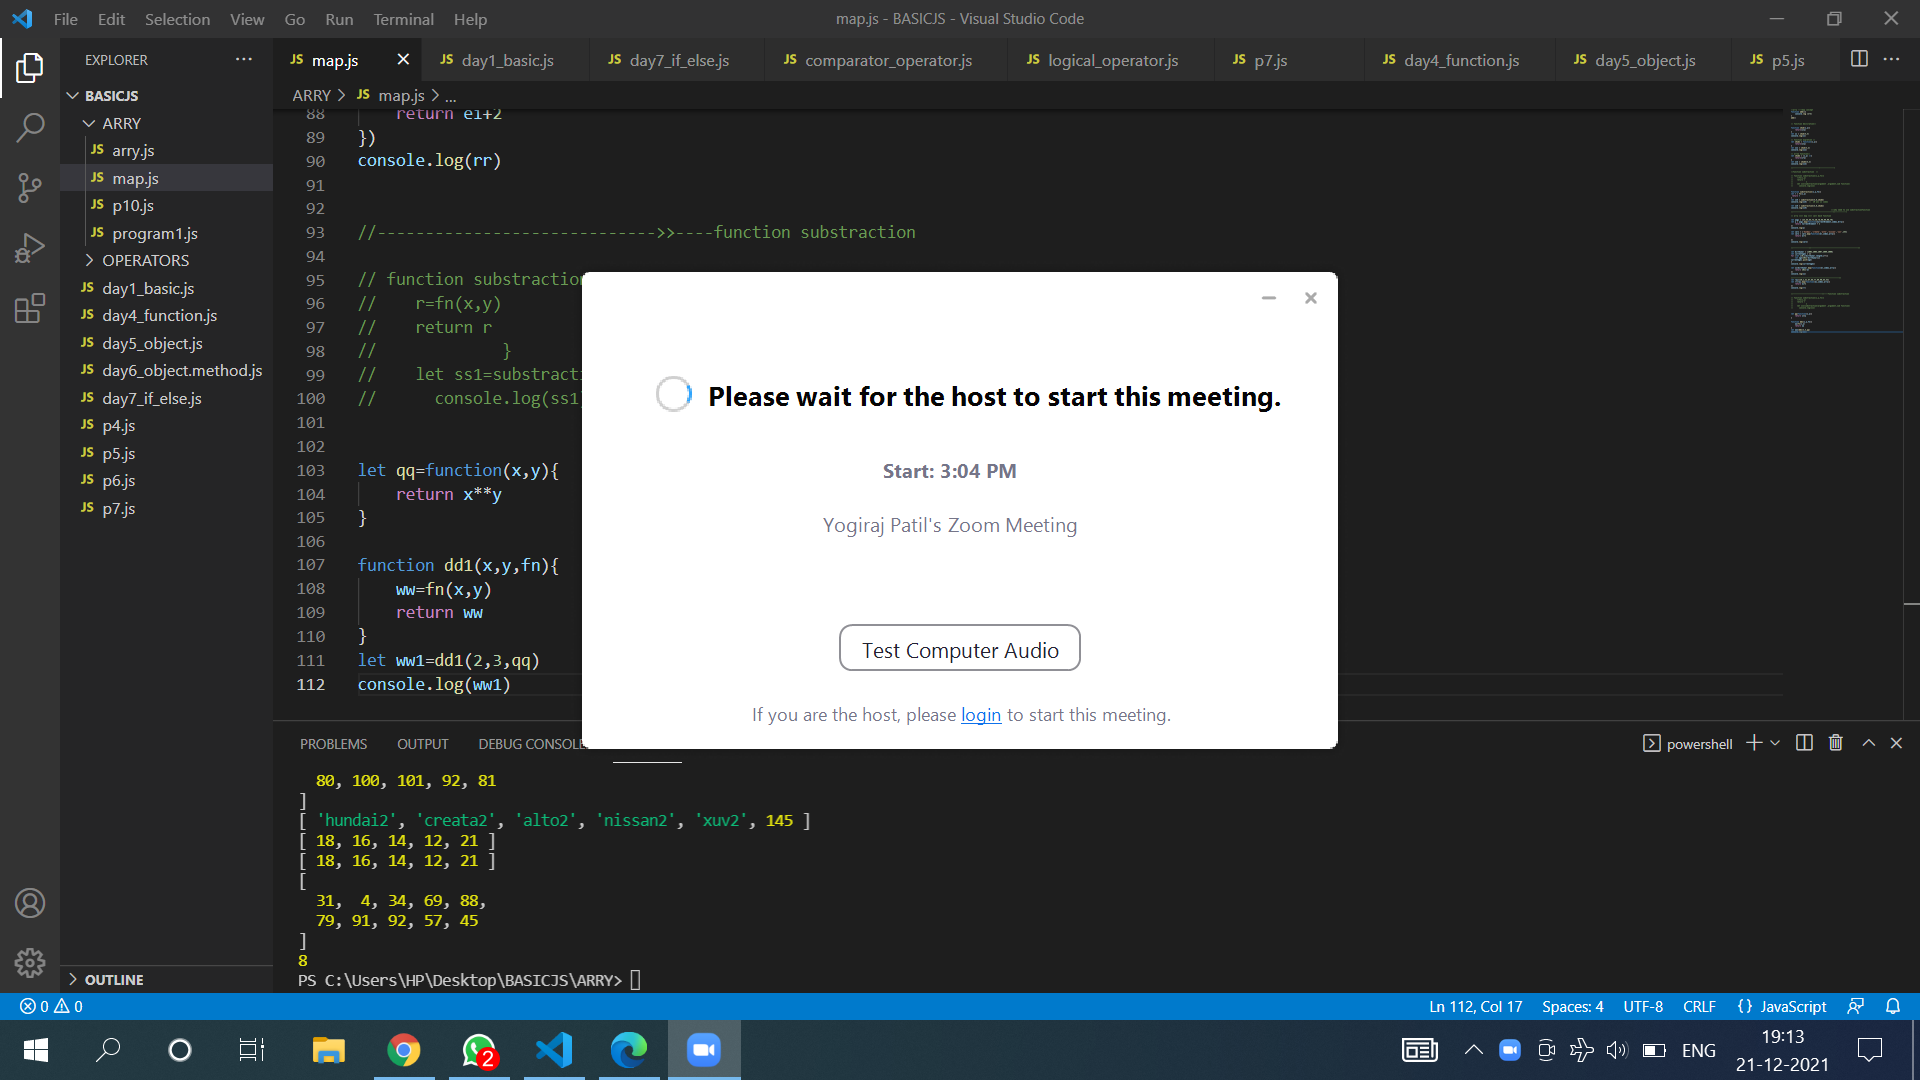 File Edit Selection View Go Run Terminal Help
map.js - BASICJS - Visual Studio Code
EXPLORER
JS map.js
JS day1_basic.js
JS day7_if_else.js
JS comparator_operator.js
JS logical_operator.js
JS p7.js
JS day4_function.js
JS day5_object.js
JS p5.js
BASICJS
ARRY
JS arry.js
JS map.js
JS p10.js
JS program1.js
OPERATORS
JS day1_basic.js
JS day4_function.js
JS day5_object.js
JS day6_object.method.js
JS day7_if_else.js
JS p4.js
JS p5.js
JS p6.js
JS p7.js
OUTLINE
ARRY > JS map.js > ...
88 return el+2
89 })
90 console.log(rr)
91
92
93 //----------------------------->>----function substraction
94
95 // function substraction
96 //    r=fn(x,y)
97 //    return r
98 //             }
99 //    let ss1=substracti
100 //      console.log(ss1
101
102
103 let qq=function(x,y){
104     return x**y
105 }
106
107 function dd1(x,y,fn){
108     ww=fn(x,y)
109     return ww
110 }
111 let ww1=dd1(2,3,qq)
112 console.log(ww1)
Please wait for the host to start this meeting.
Start: 3:04 PM
Yogiraj Patil's Zoom Meeting
Test Computer Audio
If you are the host, please login to start this meeting.
PROBLEMS OUTPUT DEBUG CONSOLE
powershell
80, 100, 101, 92, 81
]
[ 'hundai2', 'creata2', 'alto2', 'nissan2', 'xuv2', 145 ]
[ 18, 16, 14, 12, 21 ]
[ 18, 16, 14, 12, 21 ]
[
31,  4, 34, 69, 88,
79, 91, 92, 57, 45
]
8
PS C:\Users\HP\Desktop\BASICJS\ARRY>
0 0
Ln 112, Col 17 Spaces: 4 UTF-8 CRLF {} JavaScript
2
ENG
19:13
21-12-2021